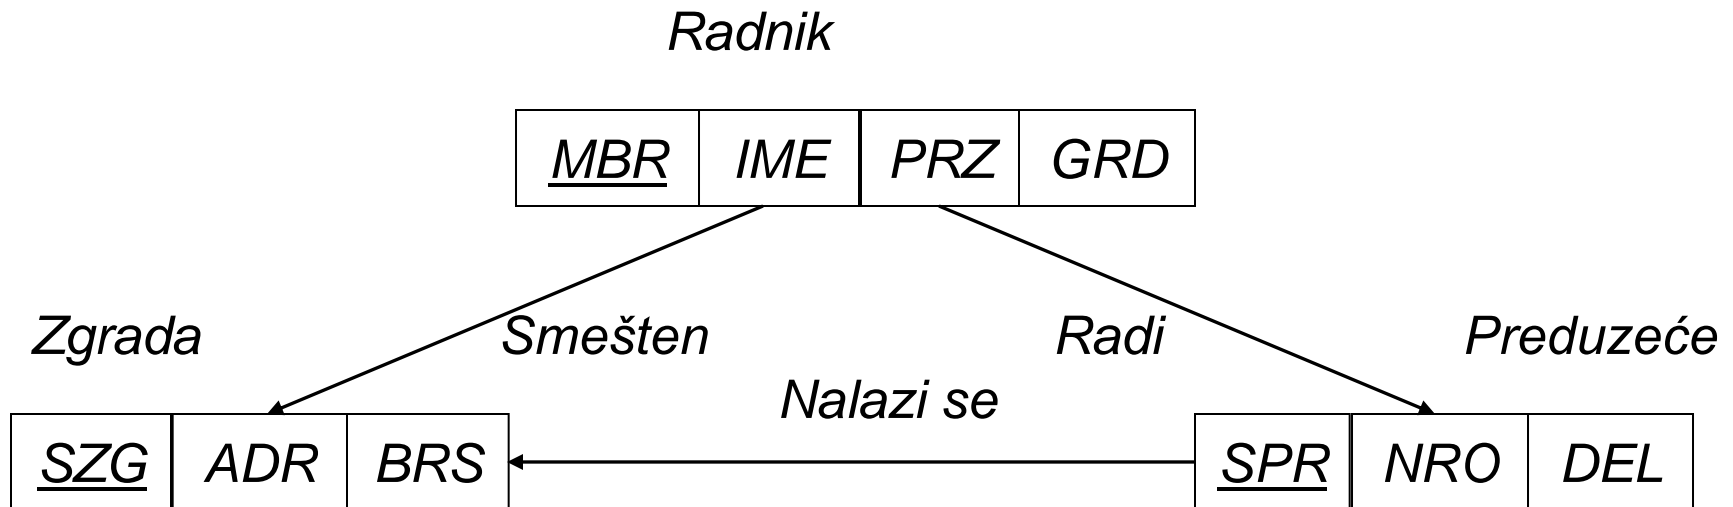 Radnik
MBR IME PRZ GRD
Zgrada Smešten Radi Preduzeće
Nalazi se
SZG ADR BRS SPR NRO DEL